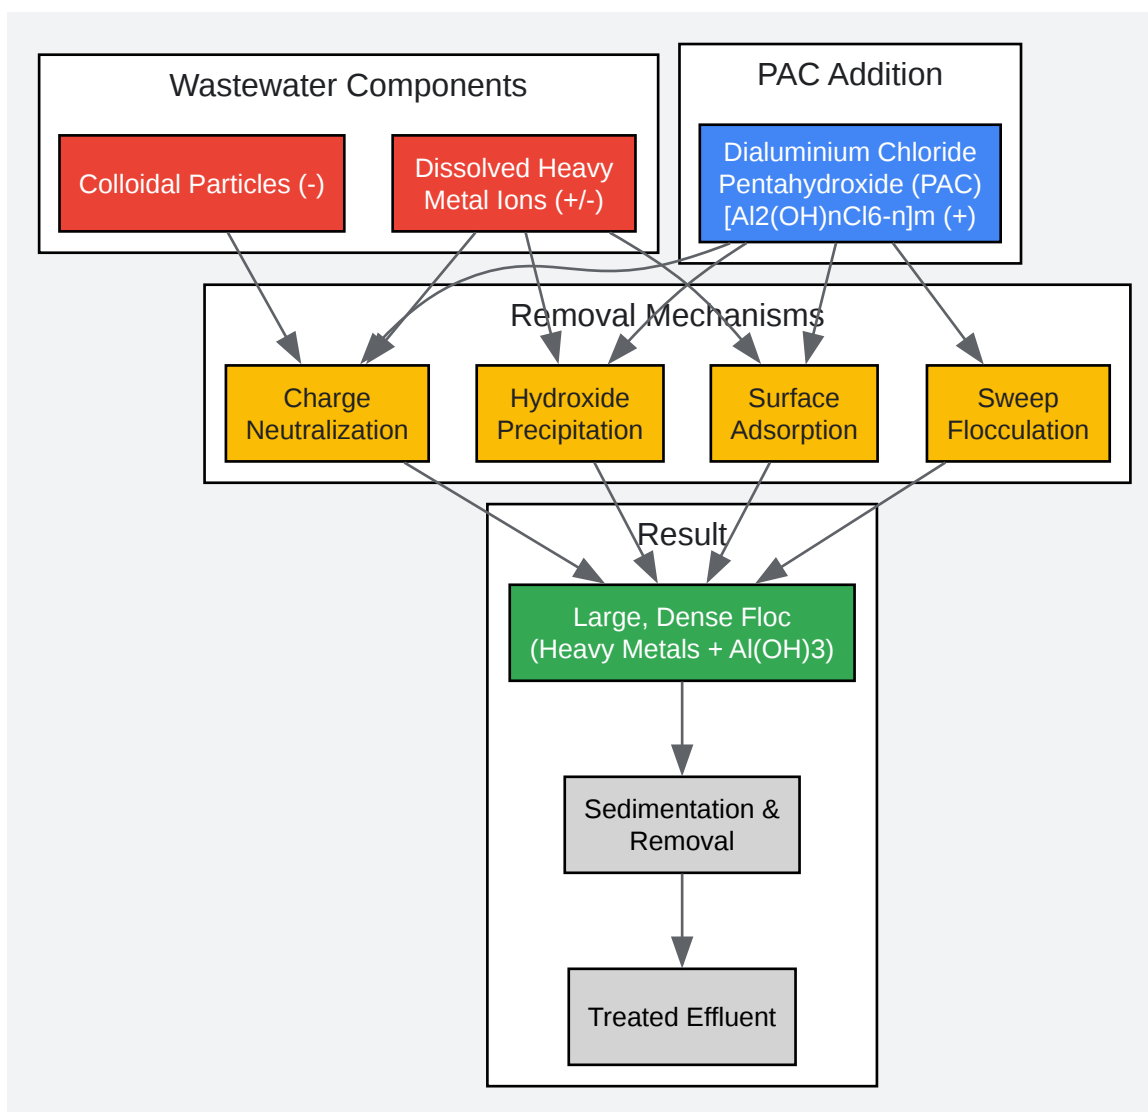 Wastewater Components
Colloidal Particles (-)
Dissolved Heavy
Metal Ions (+/-)
PAC Addition
Dialuminium Chloride
Pentahydroxide (PAC)
[Al2(OH)nCl6-n]m (+)
Removal Mechanisms
Charge
Neutralization
Hydroxide
Precipitation
Surface
Adsorption
Sweep
Flocculation
Result
Large, Dense Floc
(Heavy Metals + Al(OH)3)
Sedimentation &
Removal
Treated Effluent